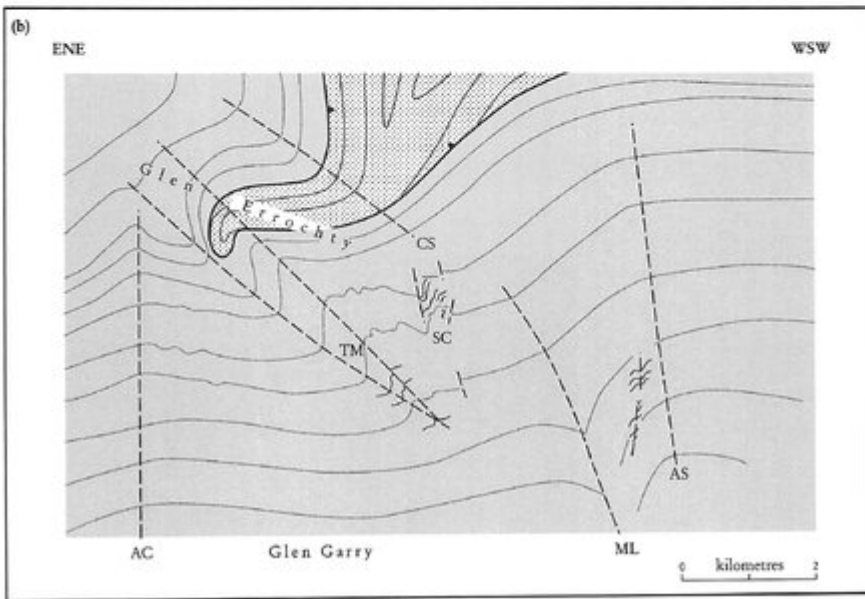 (b)
ENE WSW
Glen
Errochty
CS
TM SC
AS
AC Glen Garry ML
0 kilometres 2